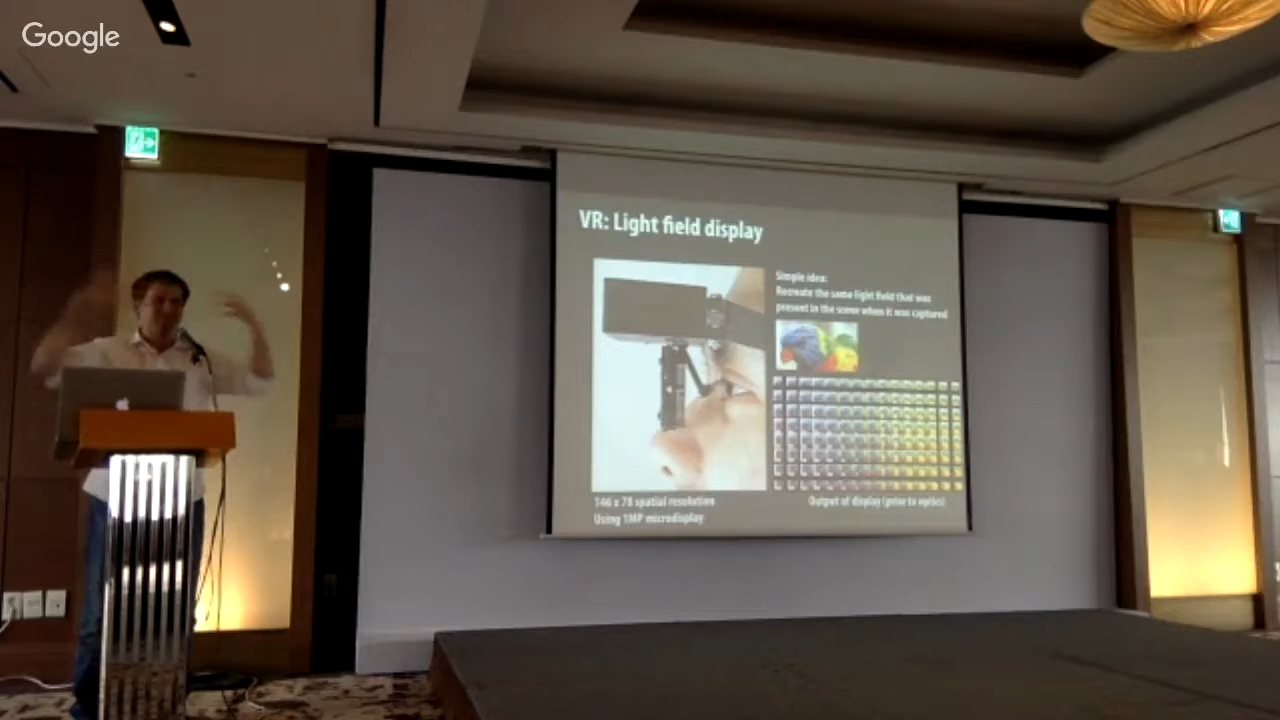 Google
VR: Light field display
Simple idea:
Recreate the same light field that was
present in the scene when it was captured
146 x 78 spatial resolution
Using 1MP microdisplay
Output of display (prior to optics)